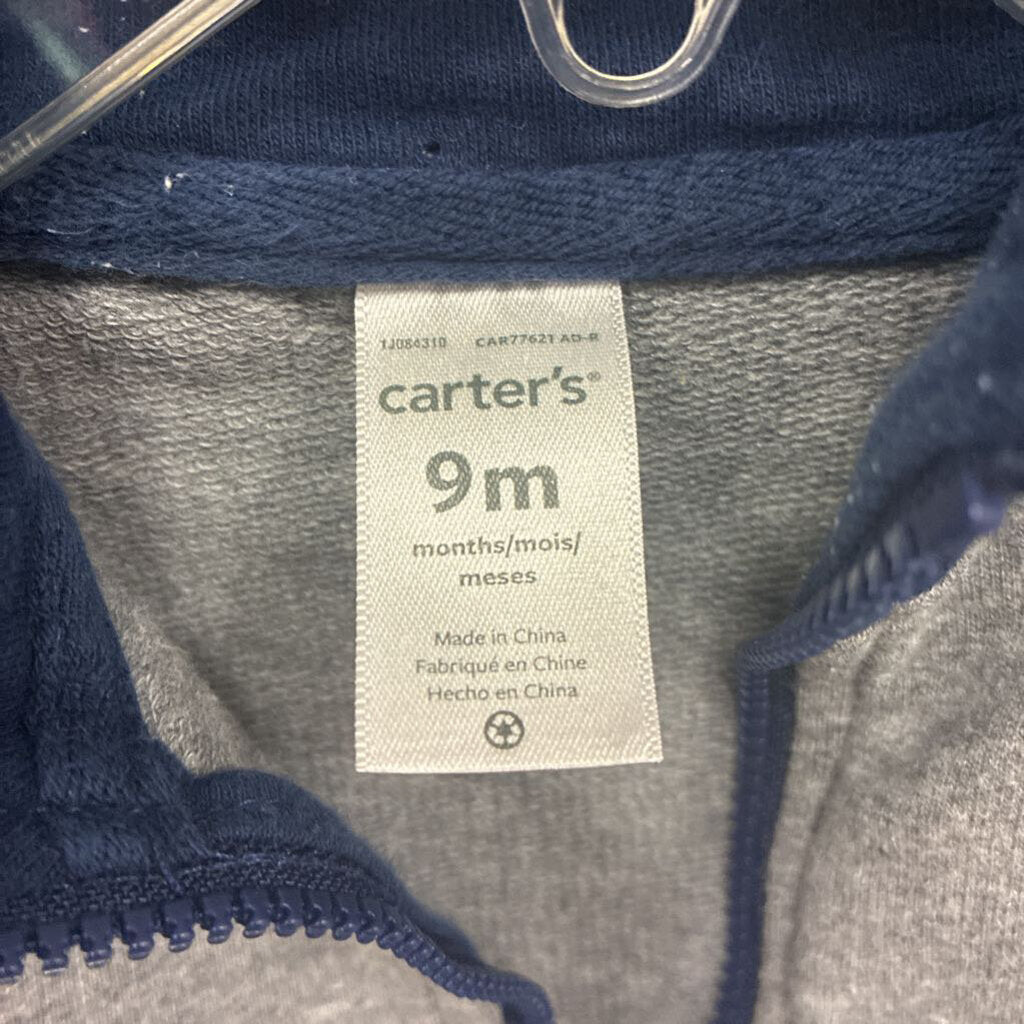 1J084310 CAR77621 AD-R
carter's®
9m
months/mois/
meses
Made in China
Fabriqué en Chine
Hecho en China